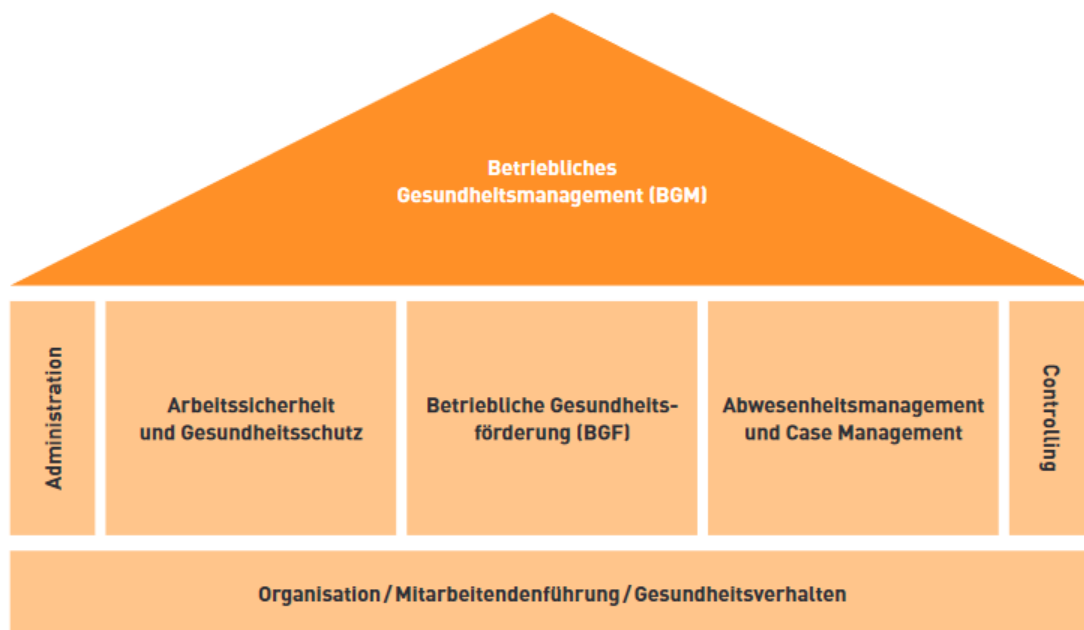 Betriebliches
Gesundheitsmanagement (BGM)
Administration
Arbeitssicherheit
und Gesundheitsschutz
Betriebliche Gesundheits-
förderung (BGF)
Abwesenheitsmanagement
und Case Management
Controlling
Organisation / Mitarbeitendenführung / Gesundheitsverhalten